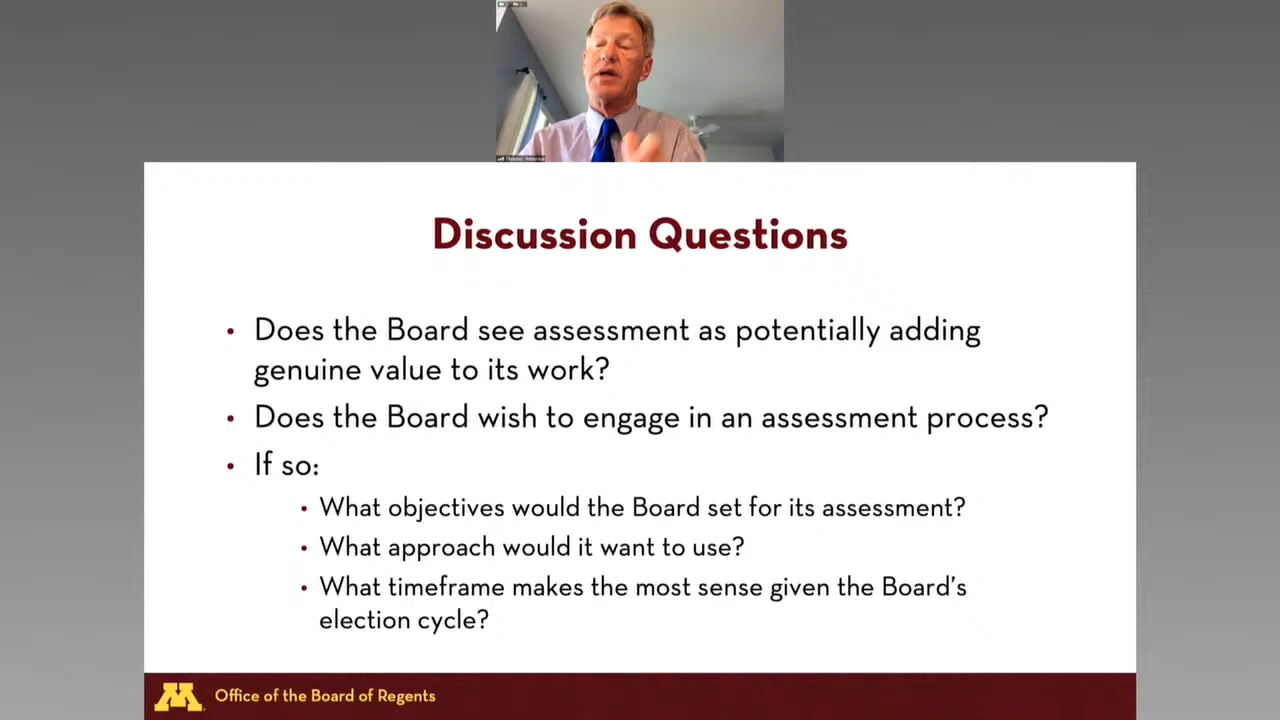 Discussion Questions
• Does the Board see assessment as potentially adding
genuine value to its work?
• Does the Board wish to engage in an assessment process?
• If so:
• What objectives would the Board set for its assessment?
• What approach would it want to use?
• What timeframe makes the most sense given the Board's
election cycle?
M
Office of the Board of Regents